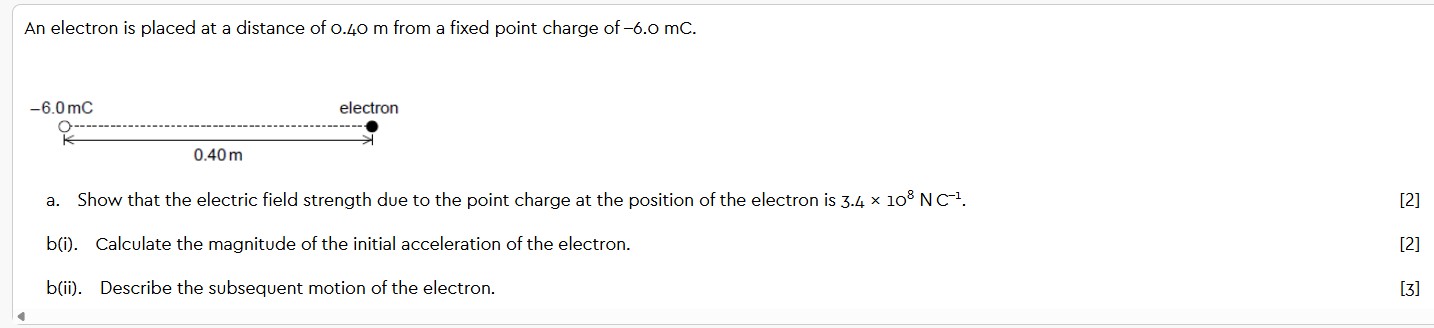 An electron is placed at a distance of 0.40 m from a fixed point charge of –6.0 mC.
–6.0 mC electron
0.40 m
a. Show that the electric field strength due to the point charge at the position of the electron is 3.4 × 10⁸ N C⁻¹. [2]
b(i). Calculate the magnitude of the initial acceleration of the electron. [2]
b(ii). Describe the subsequent motion of the electron. [3]